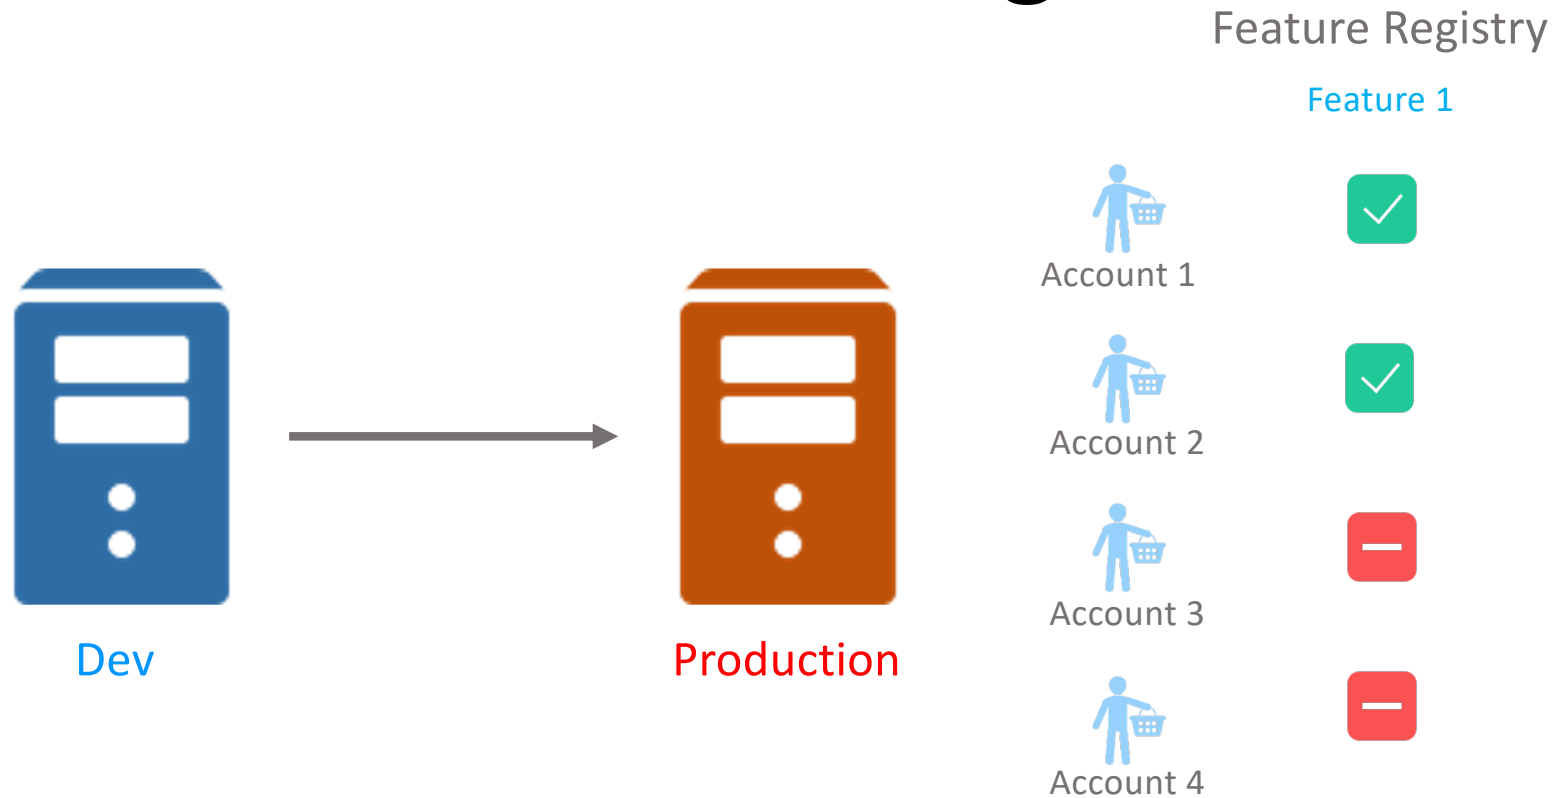 Feature Registry
Feature 1
Account 1
Account 2
Account 3
Account 4
Dev
Production